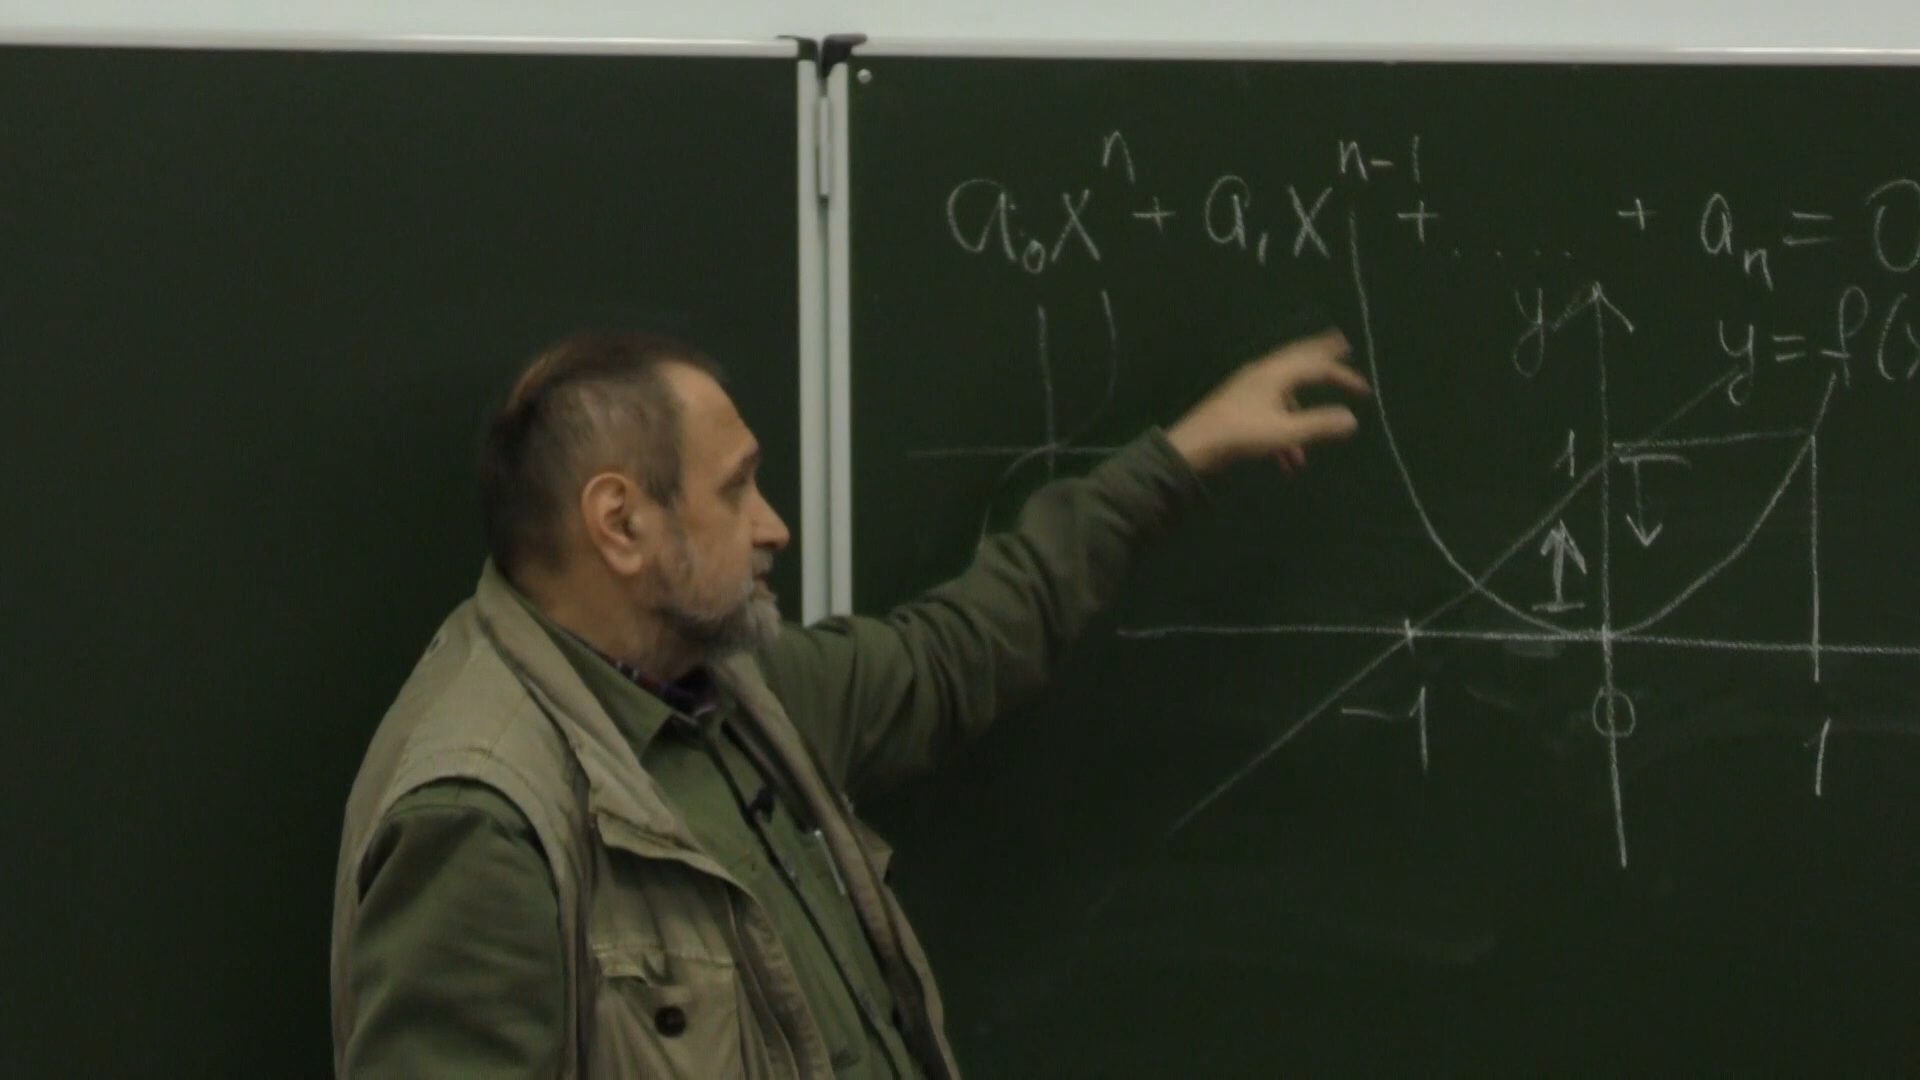 a₀xⁿ + a₁xⁿ⁻¹ + ..... + aₙ = 0
y
y = f(x
1
-1 0 1